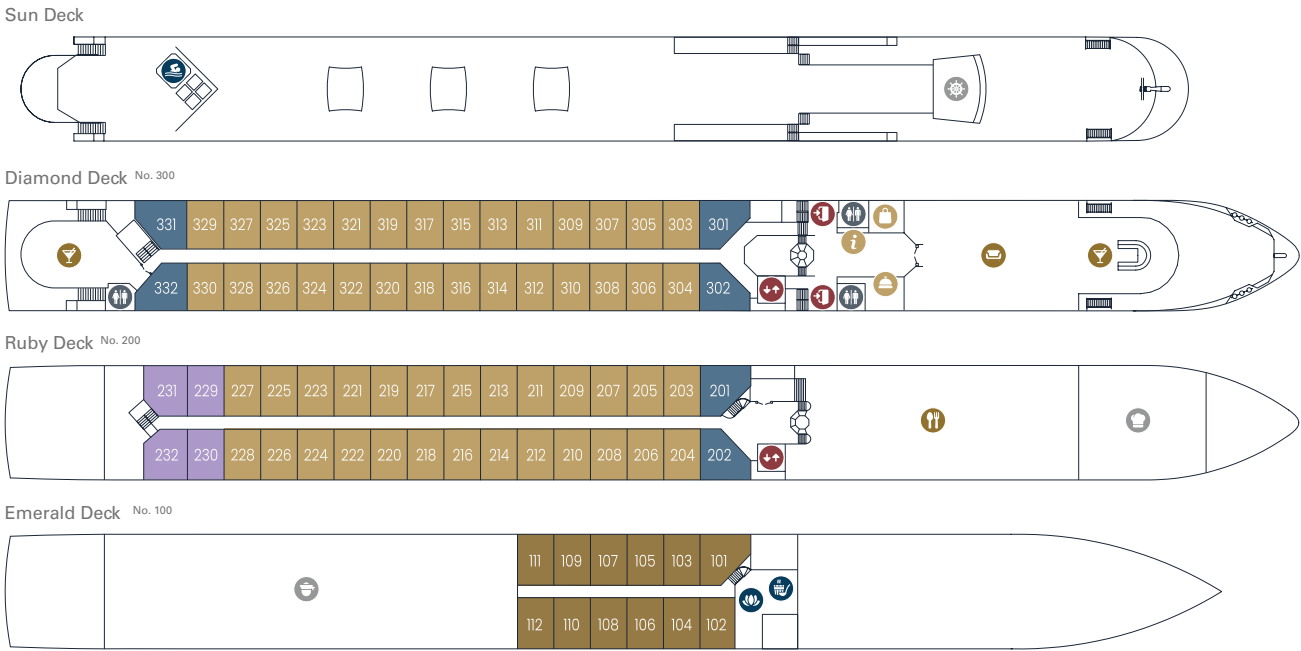 Sun Deck
Diamond Deck No. 300
331 329 327 325 323 321 319 317 315 313 311 309 307 305 303 301
i
332 330 328 326 324 322 320 318 316 314 312 310 308 306 304 302
Ruby Deck No. 200
231 229 227 225 223 221 219 217 215 213 211 209 207 205 203 201
232 230 228 226 224 222 220 218 216 214 212 210 208 206 204 202
Emerald Deck No. 100
111 109 107 105 103 101
112 110 108 106 104 102